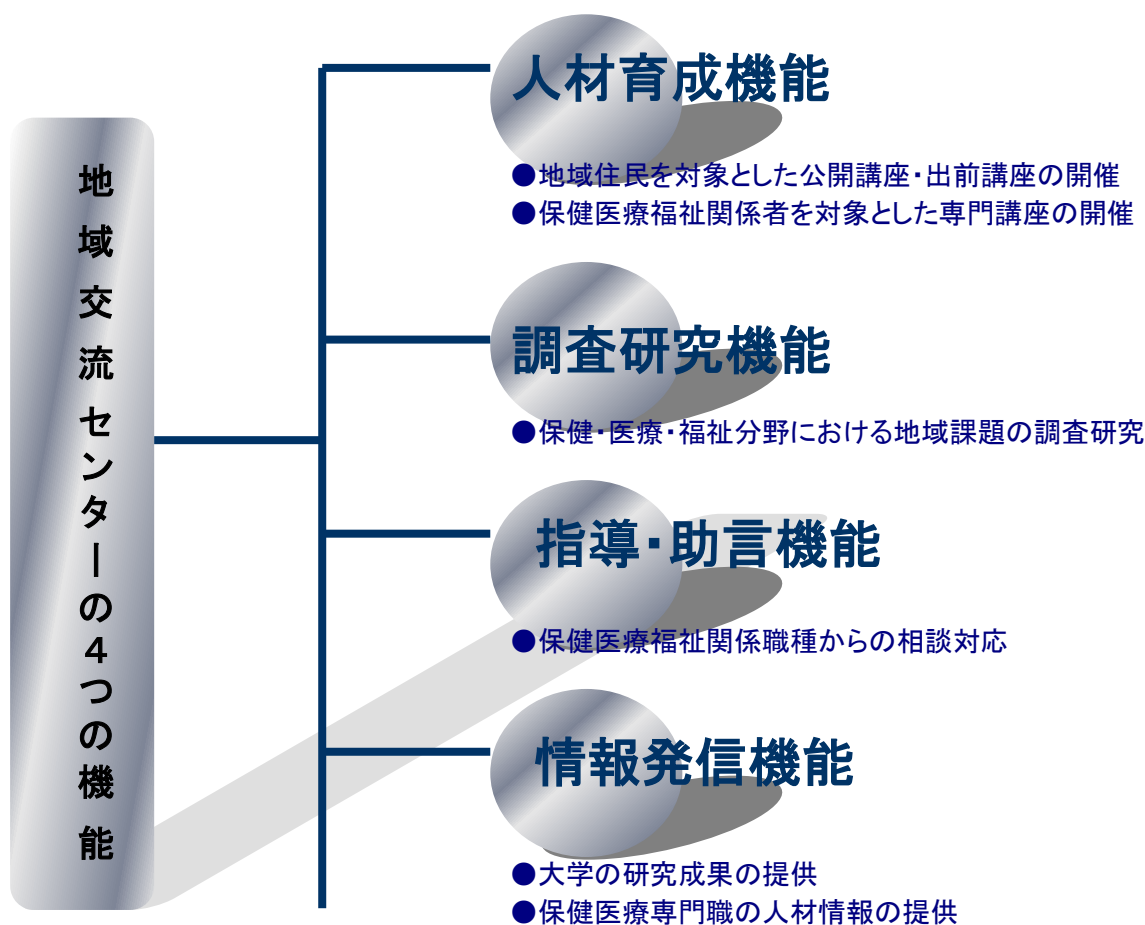 地域交流センターの4つの機能
人材育成機能
●地域住民を対象とした公開講座・出前講座の開催
●保健医療福祉関係者を対象とした専門講座の開催
調査研究機能
●保健・医療・福祉分野における地域課題の調査研究
指導・助言機能
●保健医療福祉関係職種からの相談対応
情報発信機能
●大学の研究成果の提供
●保健医療専門職の人材情報の提供